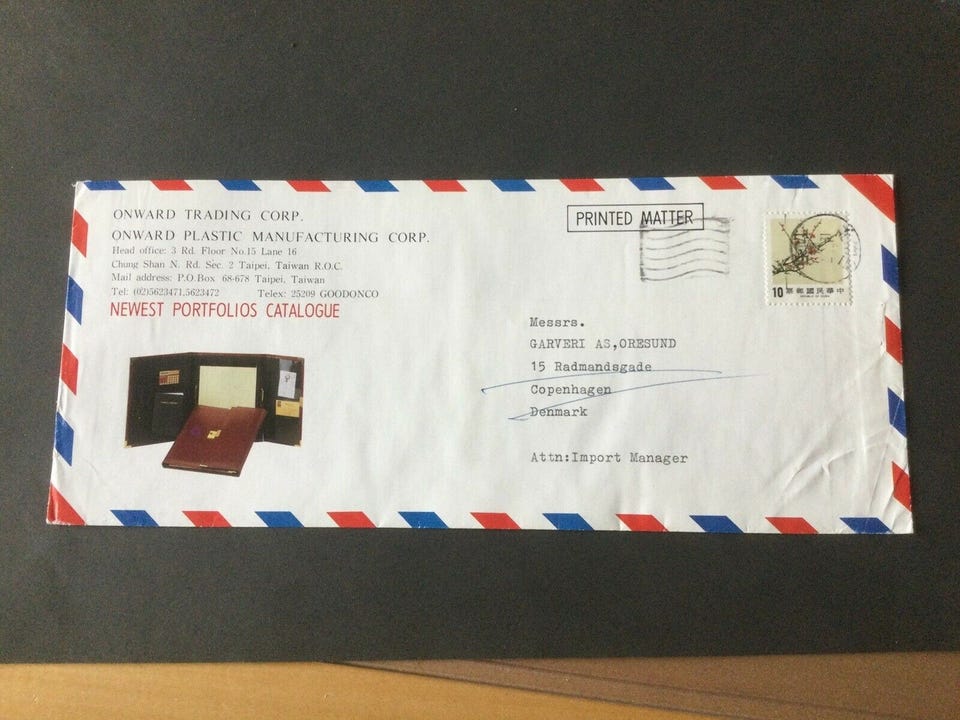 ONWARD TRADING CORP.
ONWARD PLASTIC MANUFACTURING CORP.
Head office: 3 Rd. Floor No.15 Lane 16
Chung Shan N. Rd. Sec. 2 Taipei, Taiwan R.O.C.
Mail address: P.O.Box 68-678 Taipei, Taiwan
Tel: (02)5623471,5623472 Telex: 25209 GOODONCO
NEWEST PORTFOLIOS CATALOGUE
PRINTED MATTER
10 票郵國民華中
REPUBLIC OF CHINA
Messrs.
GARVERI AS,ORESUND
15 Radmandsgade
Copenhagen
Denmark
Attn:Import Manager